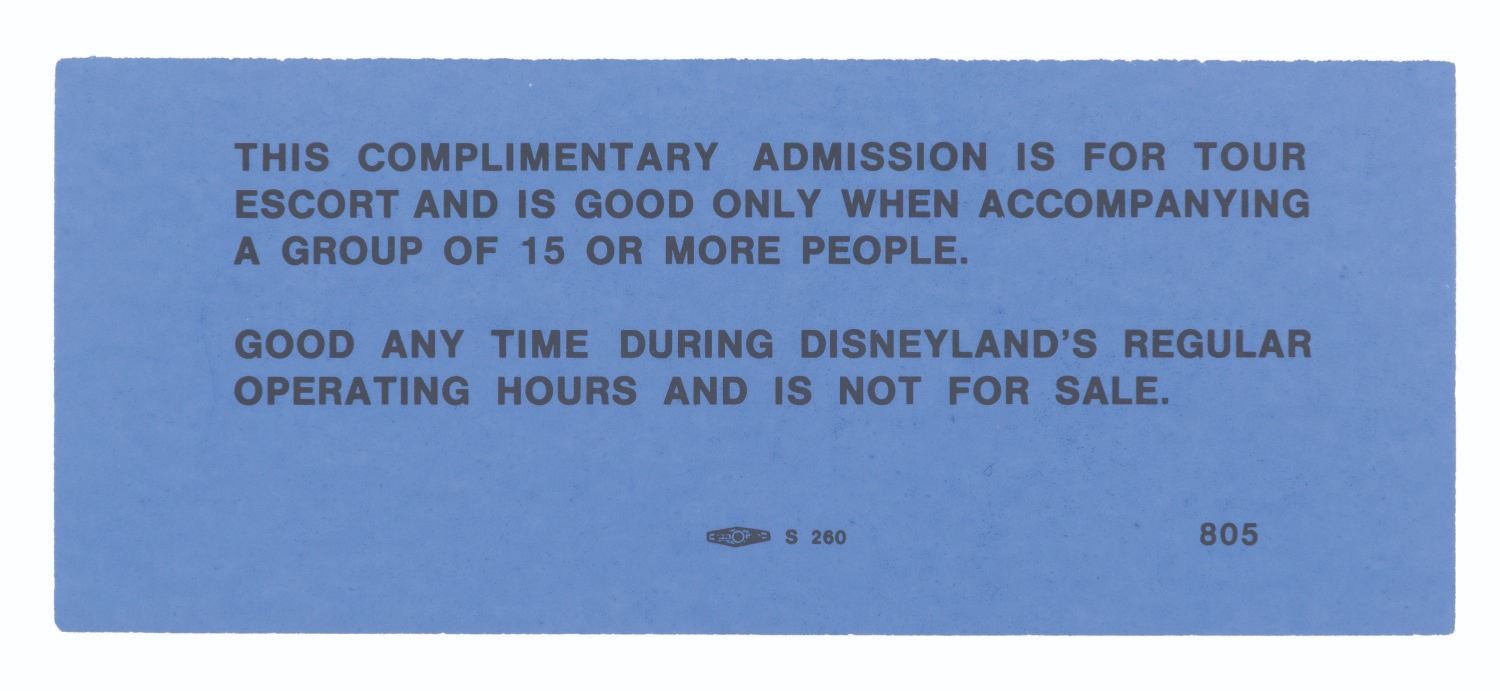 THIS COMPLIMENTARY ADMISSION IS FOR TOUR
ESCORT AND IS GOOD ONLY WHEN ACCOMPANYING
A GROUP OF 15 OR MORE PEOPLE.
GOOD ANY TIME DURING DISNEYLAND'S REGULAR
OPERATING HOURS AND IS NOT FOR SALE.
S 260
805